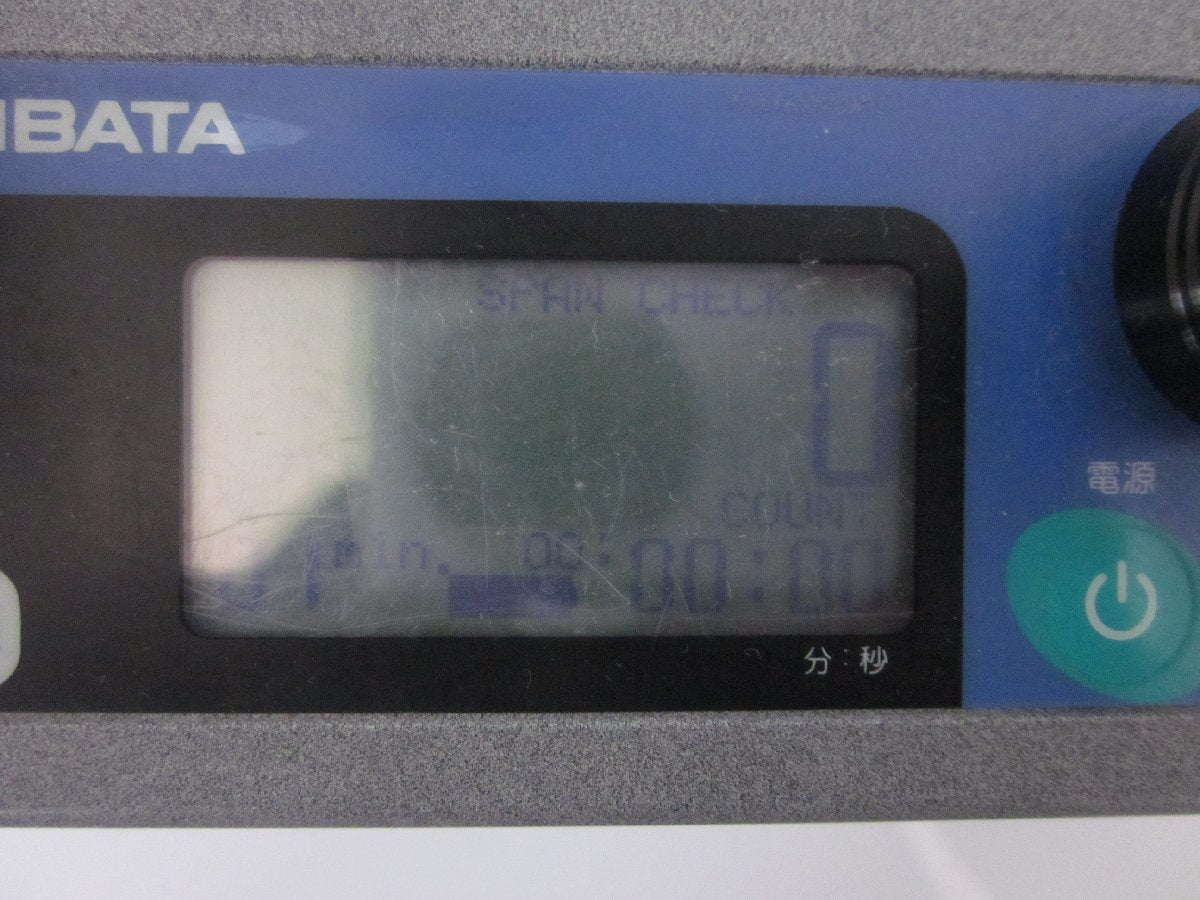 IBATA
SPAN CHECK
0
COUNT
電源
min. 00:00:00
分:秒